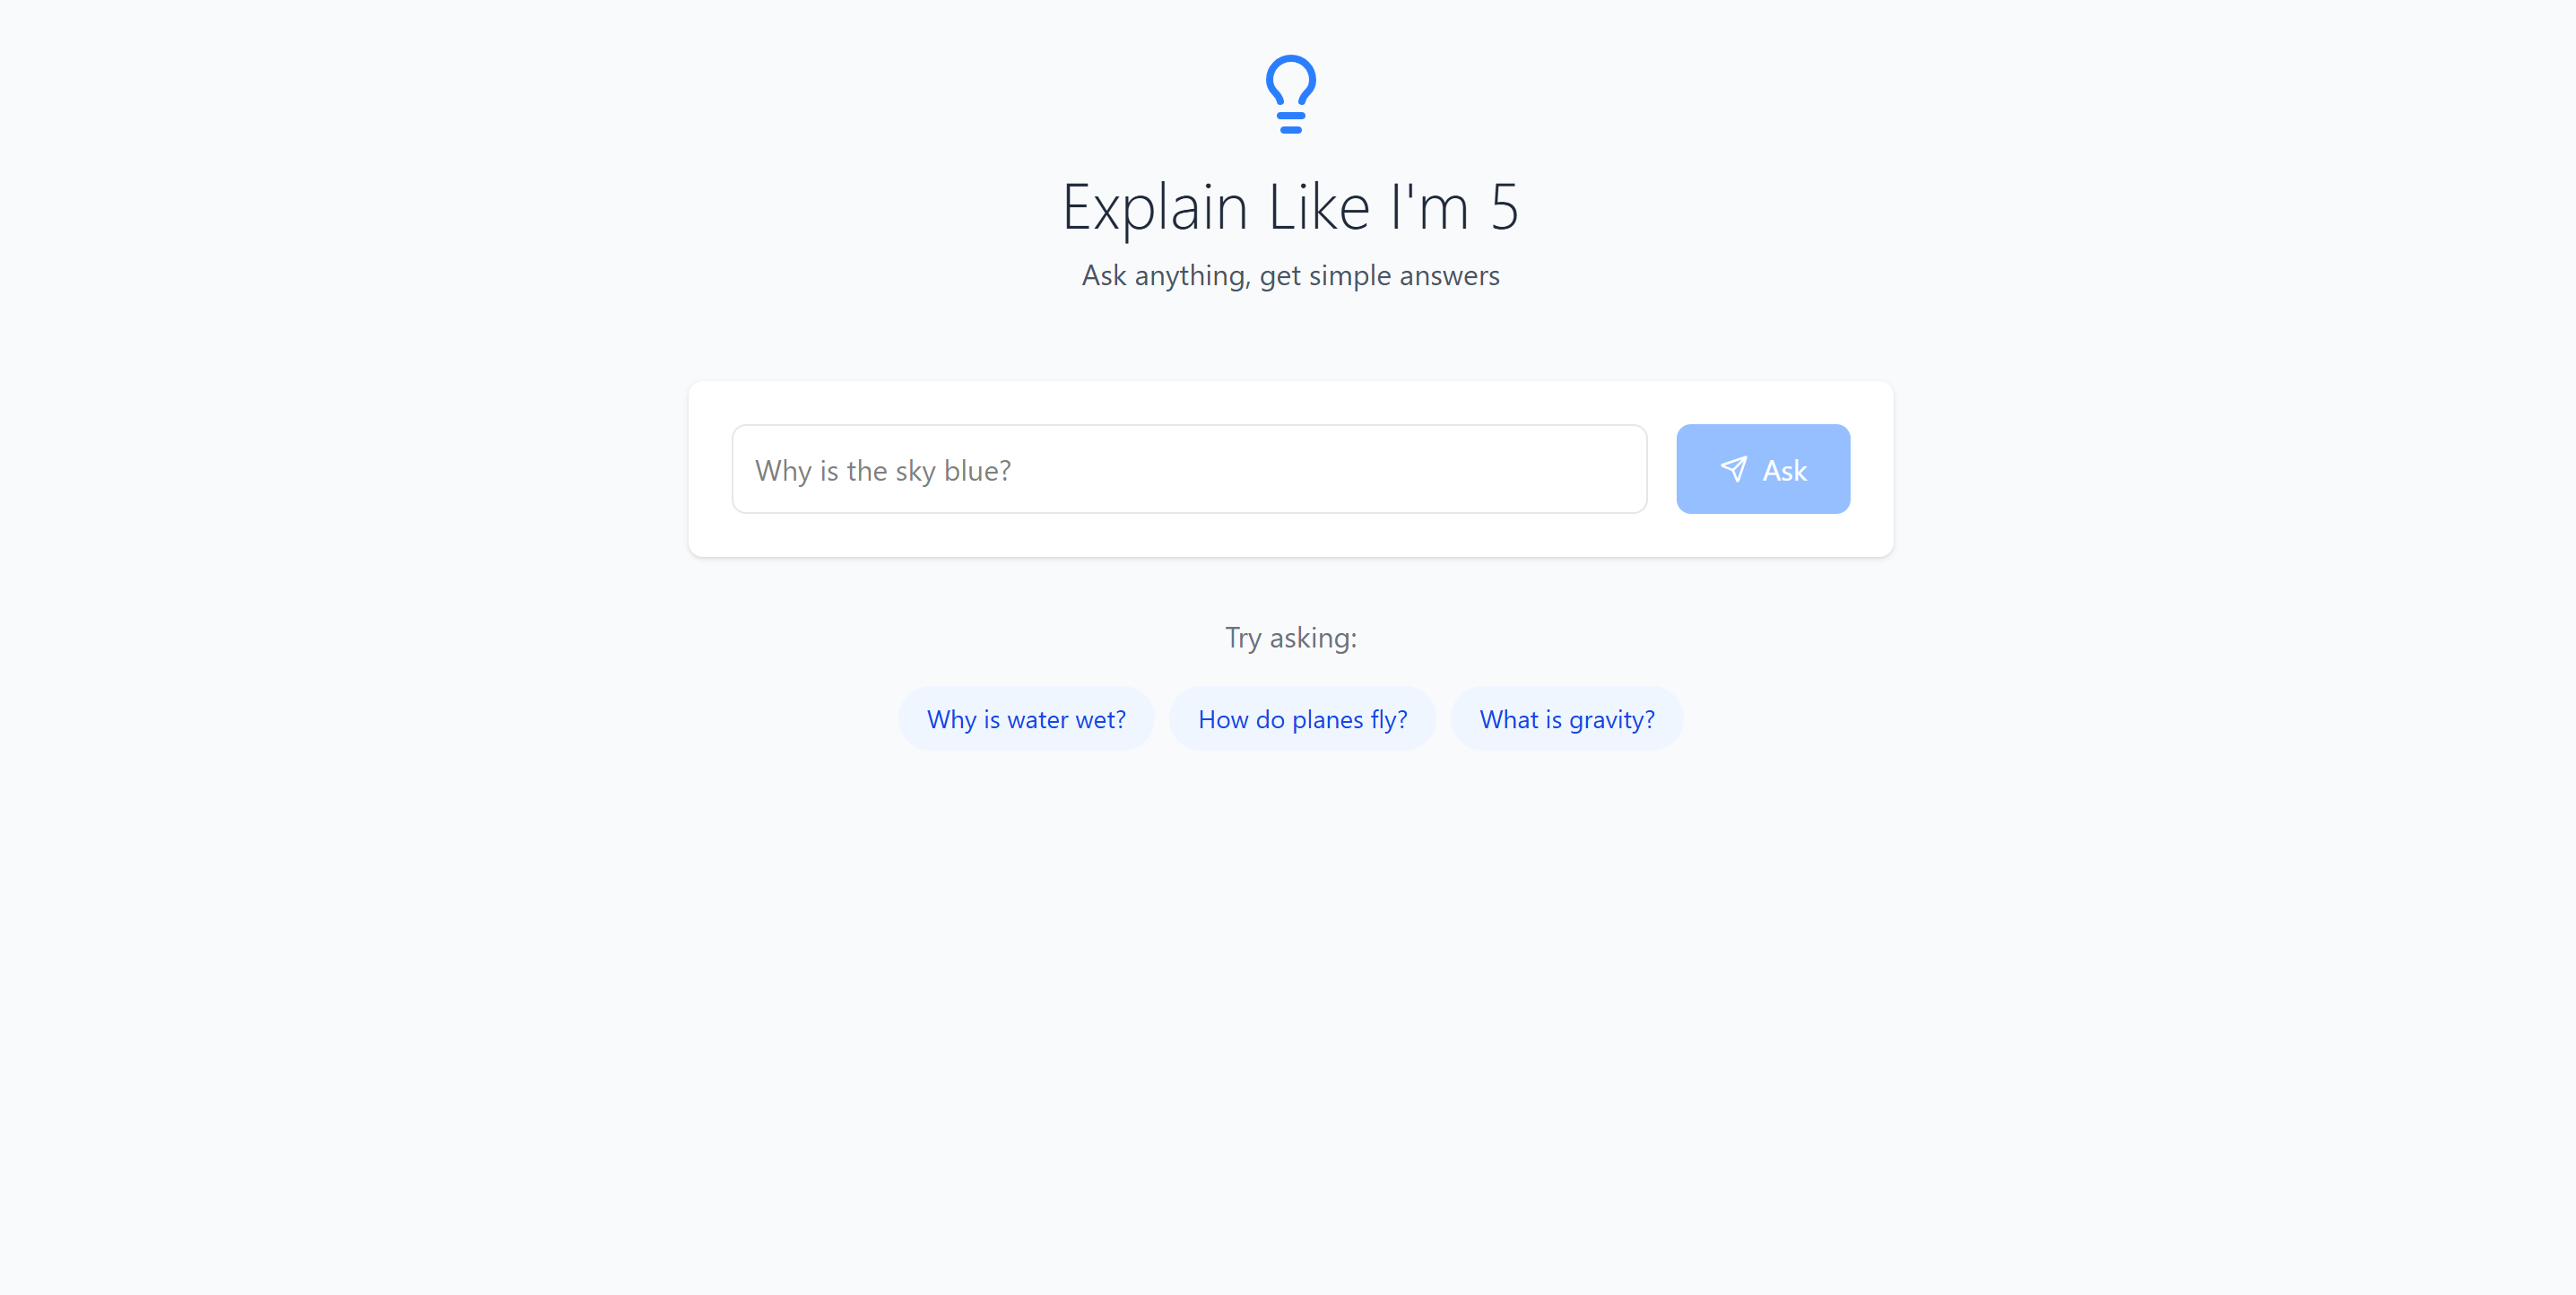 Explain Like I'm 5
Ask anything, get simple answers
Why is the sky blue?
Ask
Try asking:
Why is water wet?
How do planes fly?
What is gravity?